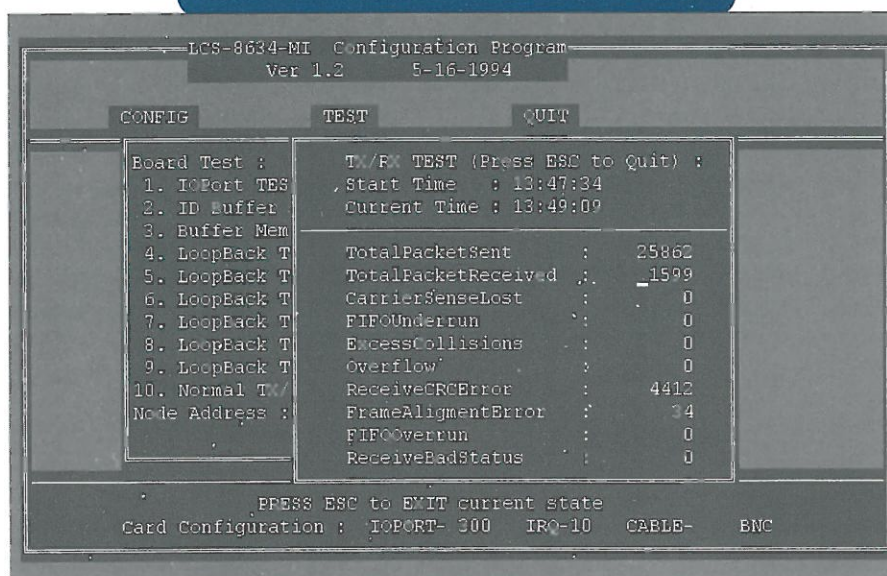 LCS-8634-MI Configuration Program
Ver 1.2 5-16-1994
CONFIG TEST QUIT
Board Test :
1. IOPort TES
2. ID Buffer
3. Buffer Mem
4. LoopBack T
5. LoopBack T
6. LoopBack T
7. LoopBack T
8. LoopBack T
9. LoopBack T
10. Normal TX/
Node Address :
TX/RX TEST (Press ESC to Quit) :
Start Time : 13:47:34
Current Time : 13:49:09
TotalPacketSent : 25862
TotalPacketReceived : 1599
CarrierSenseLost : 0
FIFOUnderrun : 0
ExcessCollisions : 0
Overflow : 0
ReceiveCRCError : 4412
FrameAligmentError : 34
FIFOOverrun : 0
ReceiveBadStatus : 0
PRESS ESC to EXIT current state
Card Configuration : IOPORT- 300 IRQ-10 CABLE- BNC